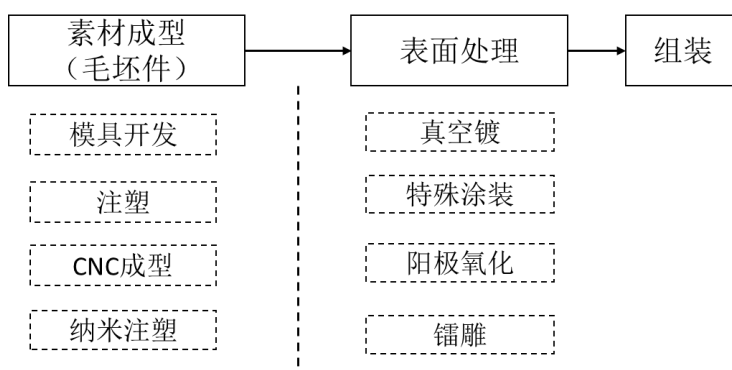 素材成型
（毛坯件）
表面处理
组装
模具开发
真空镀
注塑
特殊涂装
CNC成型
阳极氧化
纳米注塑
镭雕